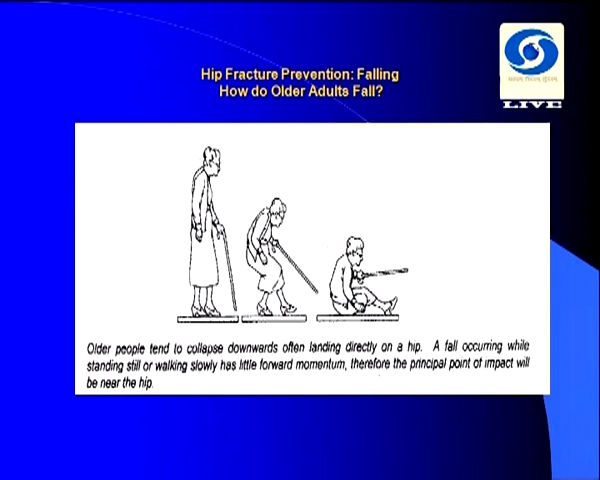 Hip Fracture Prevention: Falling
How do Older Adults Fall?
LIVE
Older people tend to collapse downwards often landing directly on a hip. A fall occurring while
standing still or walking slowly has little forward momentum, therefore the principal point of impact will
be near the hip.